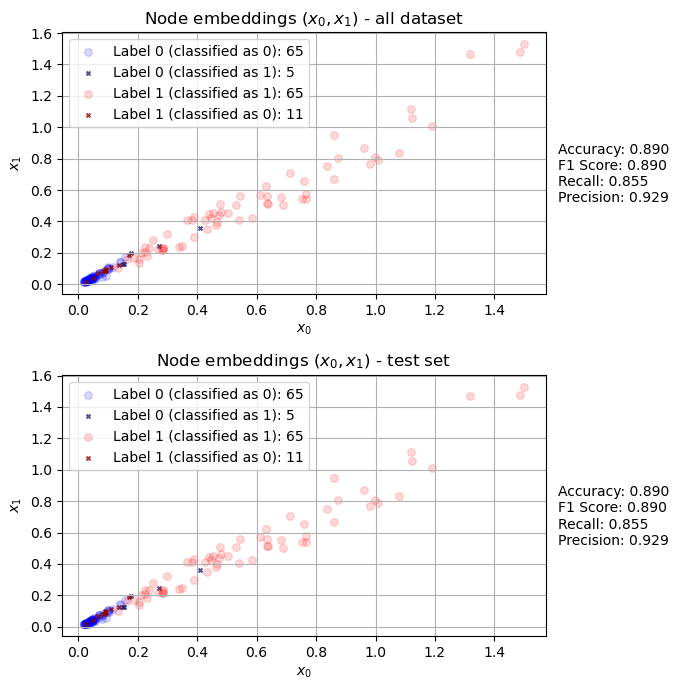 Node embeddings (x₀, x₁) - all dataset
1.6
1.4
1.2
1.0
0.8
0.6
0.4
0.2
0.0
x₁
Label 0 (classified as 0): 65
Label 0 (classified as 1): 5
Label 1 (classified as 1): 65
Label 1 (classified as 0): 11
Accuracy: 0.890
F1 Score: 0.890
Recall: 0.855
Precision: 0.929
0.0 0.2 0.4 0.6 0.8 1.0 1.2 1.4
x₀
Node embeddings (x₀, x₁) - test set
1.6
1.4
1.2
1.0
0.8
0.6
0.4
0.2
0.0
x₁
Label 0 (classified as 0): 65
Label 0 (classified as 1): 5
Label 1 (classified as 1): 65
Label 1 (classified as 0): 11
Accuracy: 0.890
F1 Score: 0.890
Recall: 0.855
Precision: 0.929
0.0 0.2 0.4 0.6 0.8 1.0 1.2 1.4
x₀